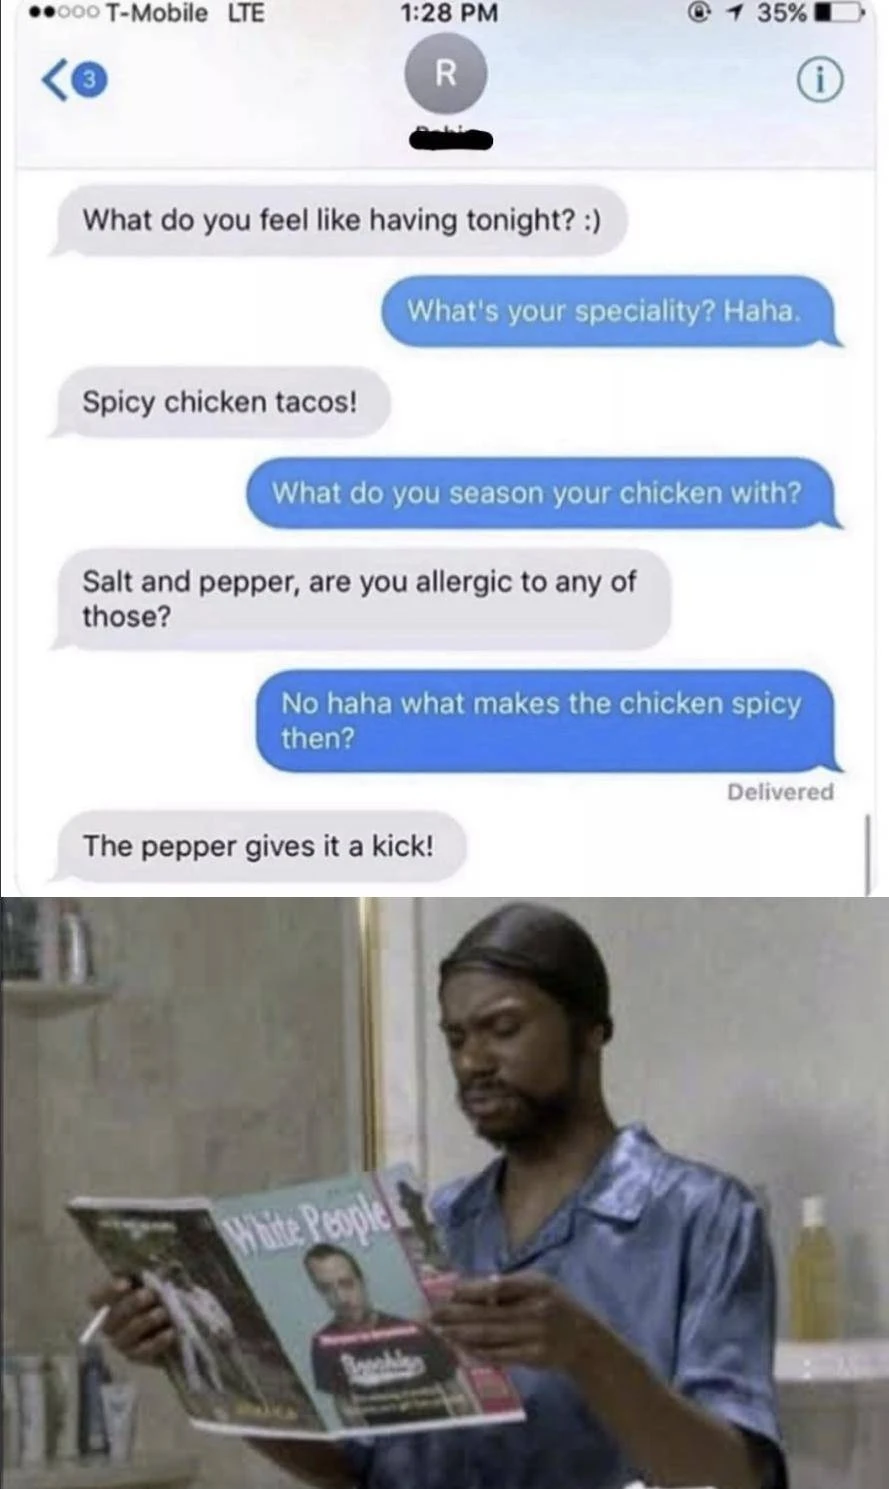 T-Mobile LTE 1:28 PM 35%
3 R
What do you feel like having tonight? :)
What's your speciality? Haha.
Spicy chicken tacos!
What do you season your chicken with?
Salt and pepper, are you allergic to any of
those?
No haha what makes the chicken spicy
then?
Delivered
The pepper gives it a kick!
White People
Brooklyn